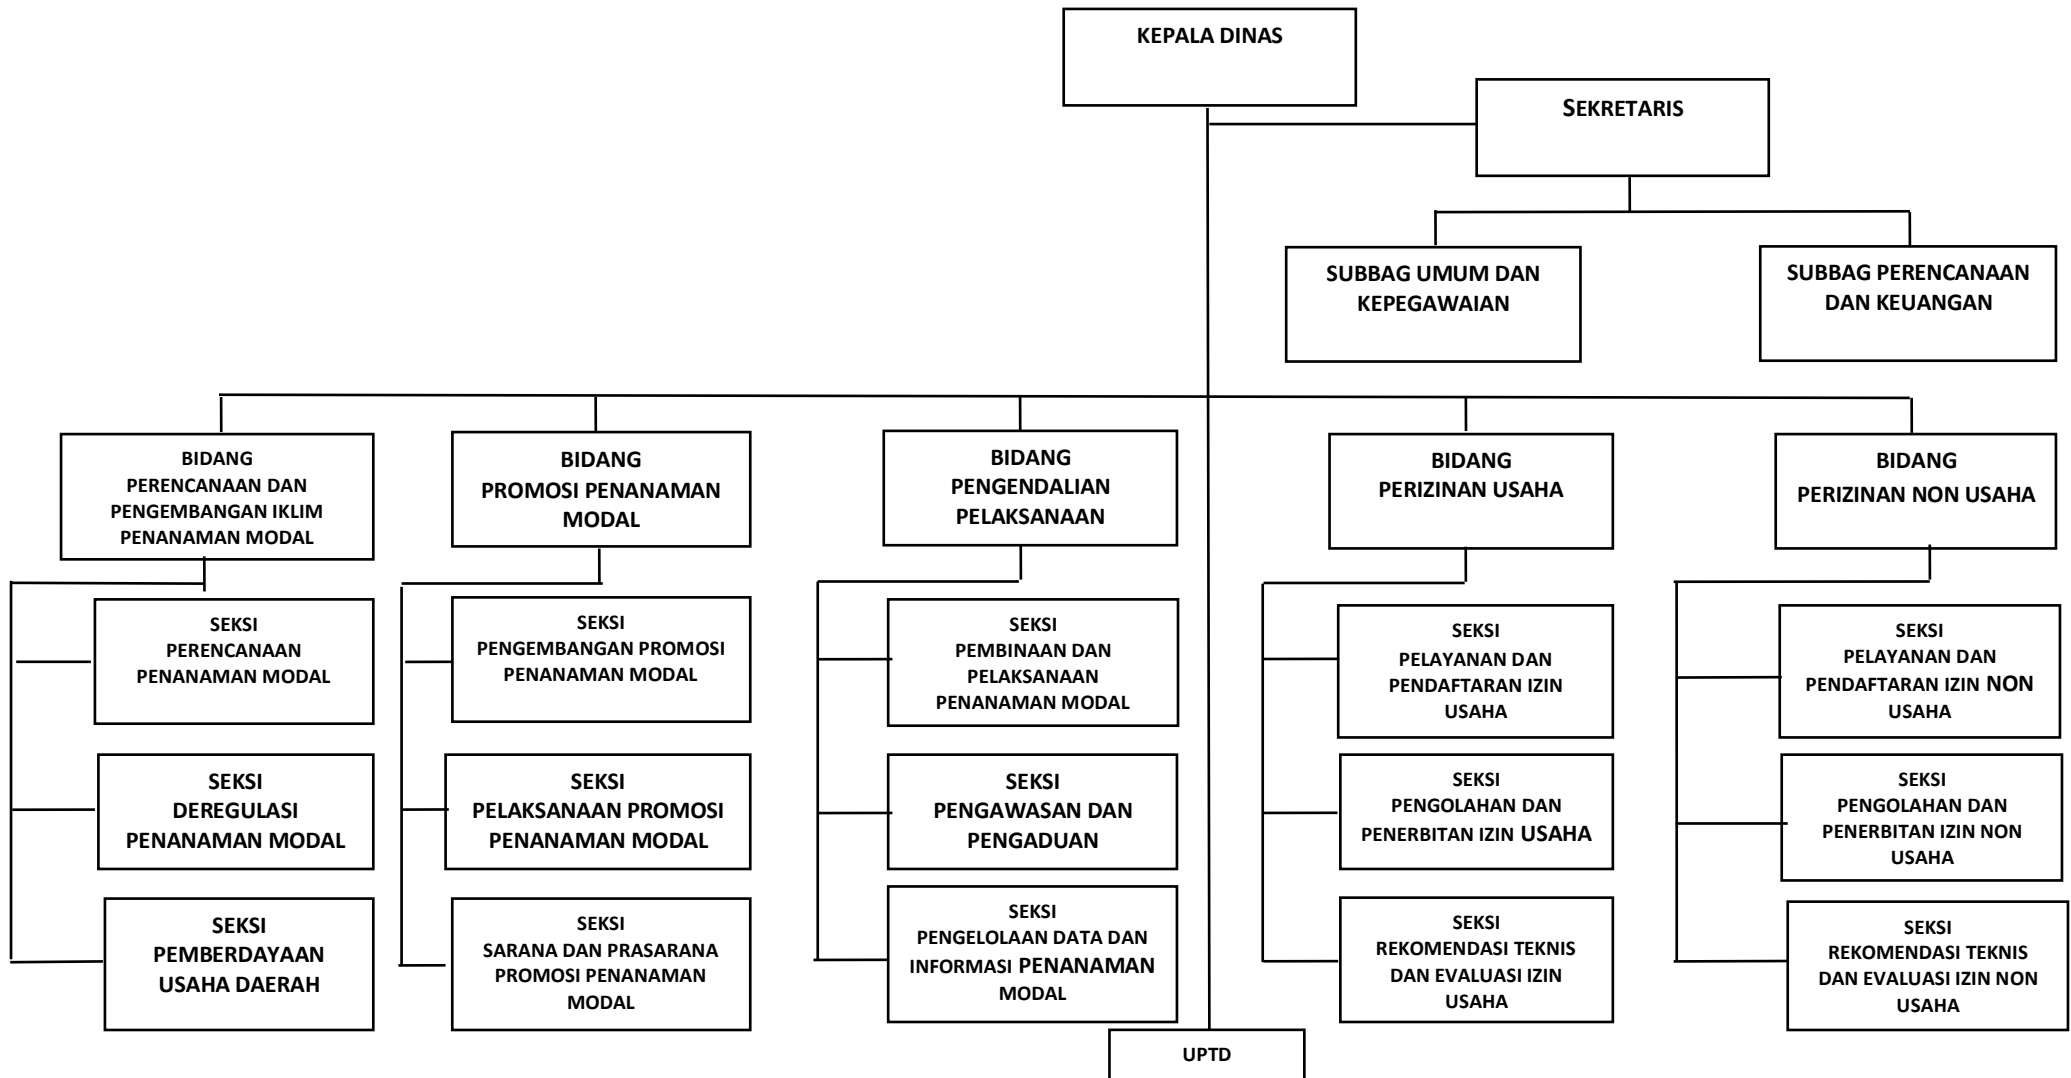 KEPALA DINAS
SEKRETARIS
SUBBAG UMUM DAN
KEPEGAWAIAN
SUBBAG PERENCANAAN
DAN KEUANGAN
BIDANG
PERENCANAAN DAN
PENGEMBANGAN IKLIM
PENANAMAN MODAL
BIDANG
PROMOSI PENANAMAN
MODAL
BIDANG
PENGENDALIAN
PELAKSANAAN
BIDANG
PERIZINAN USAHA
BIDANG
PERIZINAN NON USAHA
SEKSI
PERENCANAAN
PENANAMAN MODAL
SEKSI
PENGEMBANGAN PROMOSI
PENANAMAN MODAL
SEKSI
PEMBINAAN DAN
PELAKSANAAN
PENANAMAN MODAL
SEKSI
PELAYANAN DAN
PENDAFTARAN IZIN
USAHA
SEKSI
PELAYANAN DAN
PENDAFTARAN IZIN NON
USAHA
SEKSI
DEREGULASI
PENANAMAN MODAL
SEKSI
PELAKSANAAN PROMOSI
PENANAMAN MODAL
SEKSI
PENGAWASAN DAN
PENGADUAN
SEKSI
PENGOLAHAN DAN
PENERBITAN IZIN USAHA
SEKSI
PENGOLAHAN DAN
PENERBITAN IZIN NON
USAHA
SEKSI
PEMBERDAYAAN
USAHA DAERAH
SEKSI
SARANA DAN PRASARANA
PROMOSI PENANAMAN
MODAL
SEKSI
PENGELOLAAN DATA DAN
INFORMASI PENANAMAN
MODAL
SEKSI
REKOMENDASI TEKNIS
DAN EVALUASI IZIN
USAHA
SEKSI
REKOMENDASI TEKNIS
DAN EVALUASI IZIN NON
USAHA
UPTD